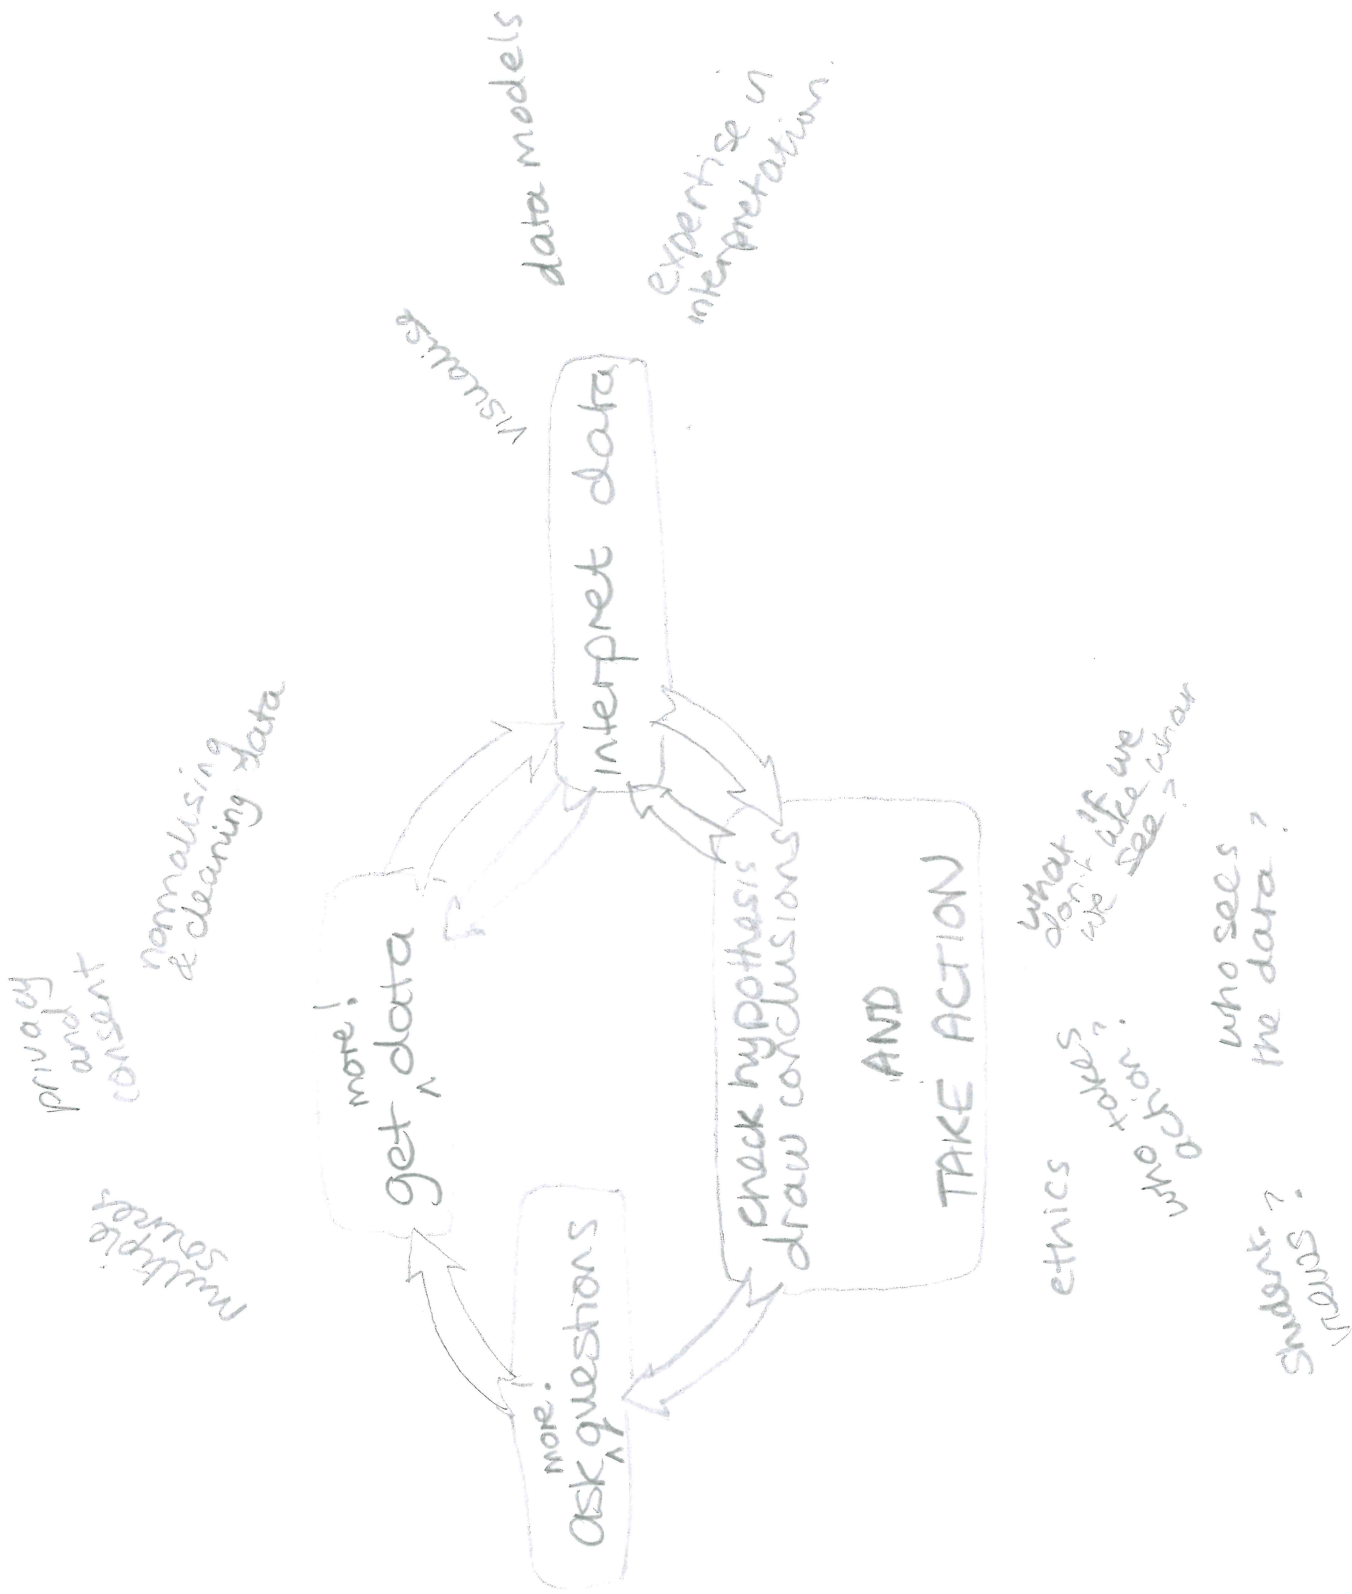 privacy
and
consent
multiple
sources
normalising
& cleaning data
more!
get ^ data
visualise
data models
expertise in
interpretation
more!
ask ^ questions
interpret data
check hypothasis
draw conclusions
AND
TAKE ACTION
ethics
who takes
action?
what if we
don't like what
we see?
who sees
the data?
student
views?